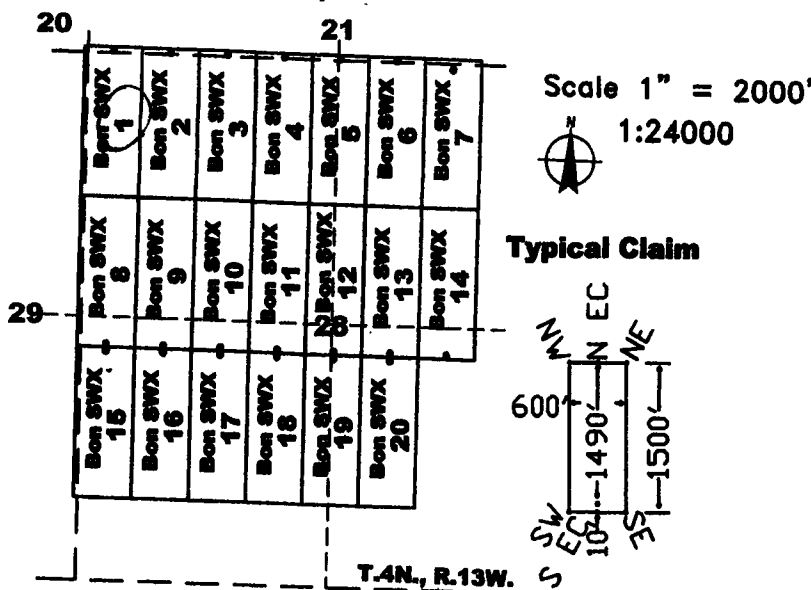 20
21
Scale 1" = 2000'
1:24000
N
Bon SWX 1
Bon SWX 2
Bon SWX 3
Bon SWX 4
Bon SWX 5
Bon SWX 6
Bon SWX 7
Typical Claim
Bon SWX 8
Bon SWX 9
Bon SWX 10
Bon SWX 11
Bon SWX 12
Bon SWX 13
Bon SWX 14
29
28
NW
N EC
NE
600'
1490'
1500'
10'
SW
S EC
SE
Bon SWX 15
Bon SWX 16
Bon SWX 17
Bon SWX 18
Bon SWX 19
Bon SWX 20
T.4N., R.13W.